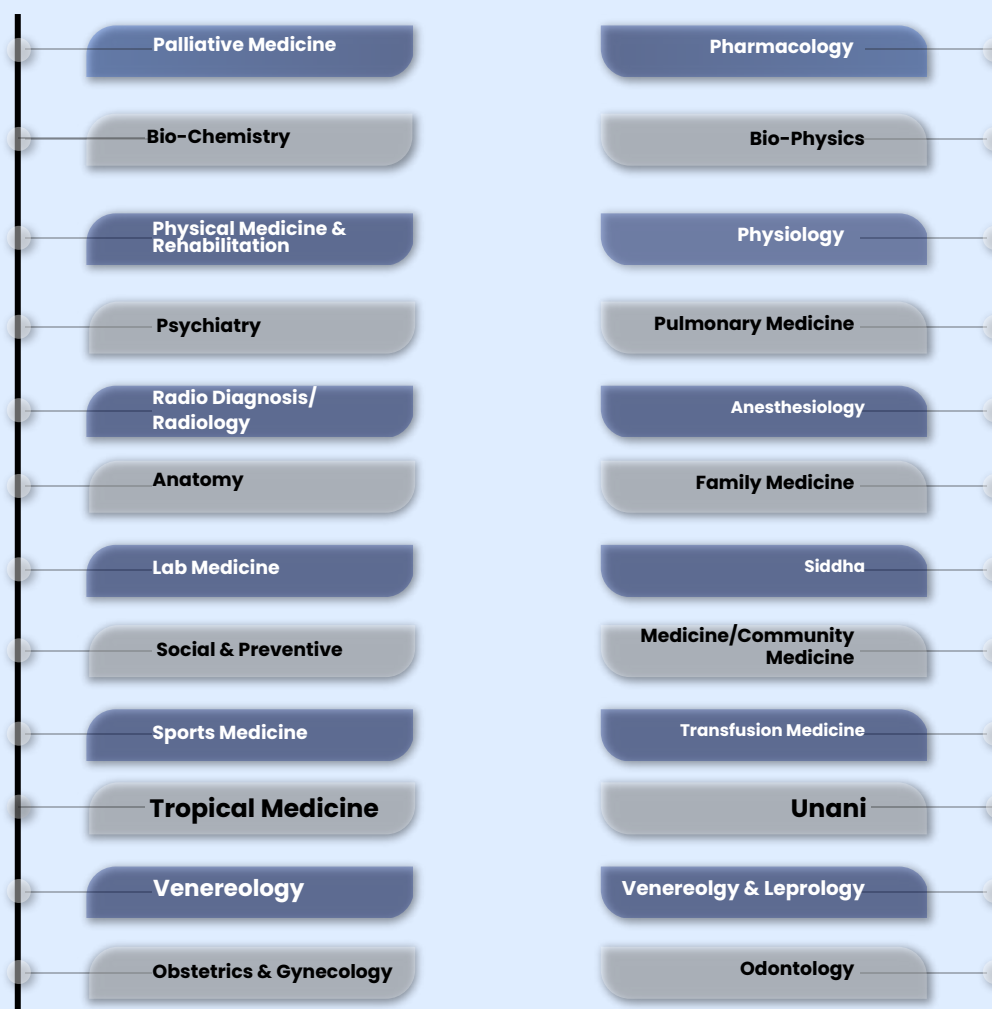 Palliative Medicine
Pharmacology
Bio-Chemistry
Bio-Physics
Physical Medicine &
Rehabilitation
Physiology
Psychiatry
Pulmonary Medicine
Radio Diagnosis/
Radiology
Anesthesiology
Anatomy
Family Medicine
Lab Medicine
Siddha
Social & Preventive
Medicine/Community
Medicine
Sports Medicine
Transfusion Medicine
Tropical Medicine
Unani
Venereology
Venereolgy & Leprology
Obstetrics & Gynecology
Odontology